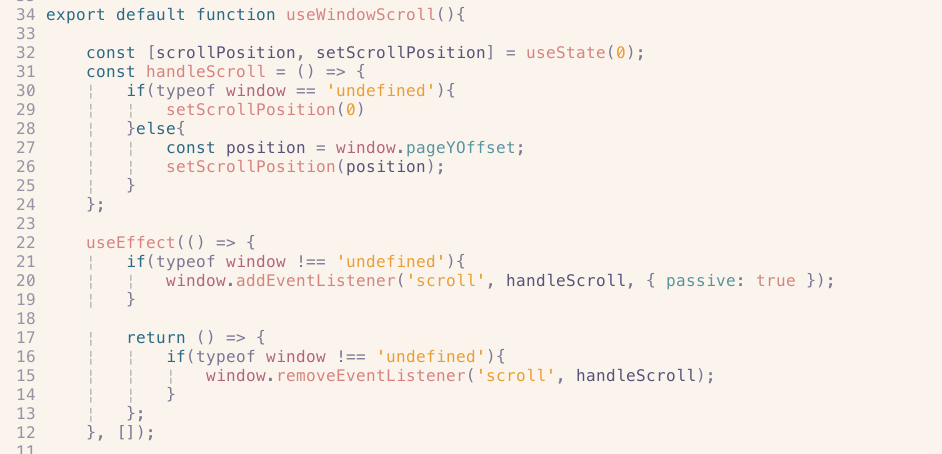 34 export default function useWindowScroll(){
33
32     const [scrollPosition, setScrollPosition] = useState(0);
31     const handleScroll = () => {
30         if(typeof window == 'undefined'){
29             setScrollPosition(0)
28         }else{
27             const position = window.pageYOffset;
26             setScrollPosition(position);
25         }
24     };
23
22     useEffect(() => {
21         if(typeof window !== 'undefined'){
20             window.addEventListener('scroll', handleScroll, { passive: true });
19         }
18
17         return () => {
16             if(typeof window !== 'undefined'){
15                 window.removeEventListener('scroll', handleScroll);
14             }
13         };
12     }, []);
11